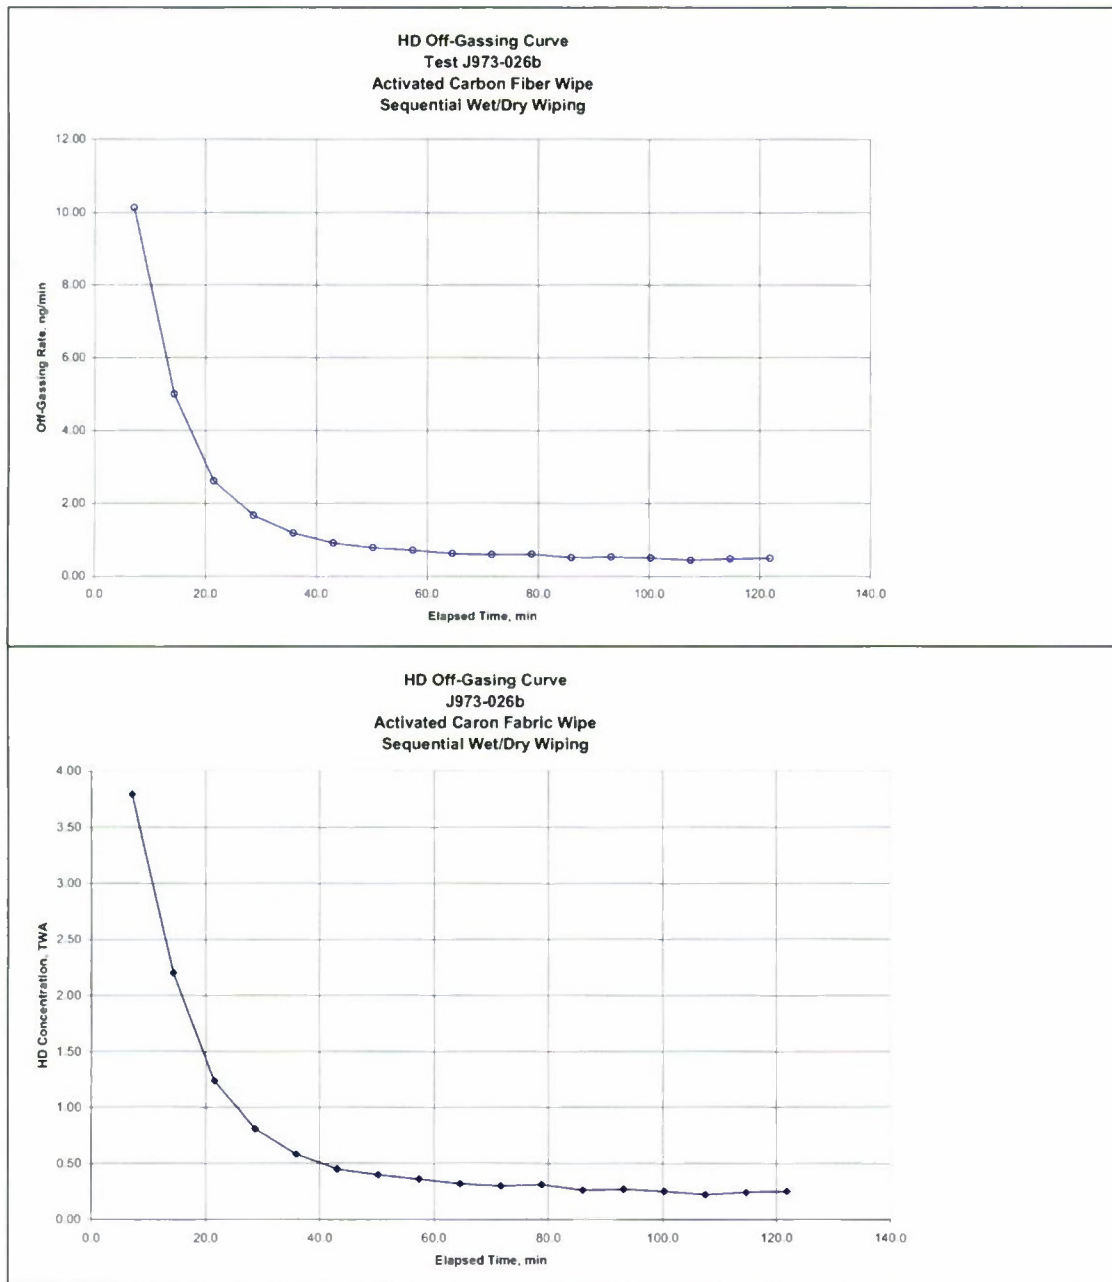 HD Off-Gassing Curve
Test J973-026b
Activated Carbon Fiber Wipe
Sequential Wet/Dry Wiping
12.00
10.00
8.00
6.00
4.00
2.00
0.00
Off-Gassing Rate, ng/min
0.0 20.0 40.0 60.0 80.0 100.0 120.0 140.0
Elapsed Time, min
HD Off-Gasing Curve
J973-026b
Activated Caron Fabric Wipe
Sequential Wet/Dry Wiping
4.00
3.50
3.00
2.50
2.00
1.50
1.00
0.50
0.00
HD Concentration, TWA
0.0 20.0 40.0 60.0 80.0 100.0 120.0 140.0
Elapsed Time, min